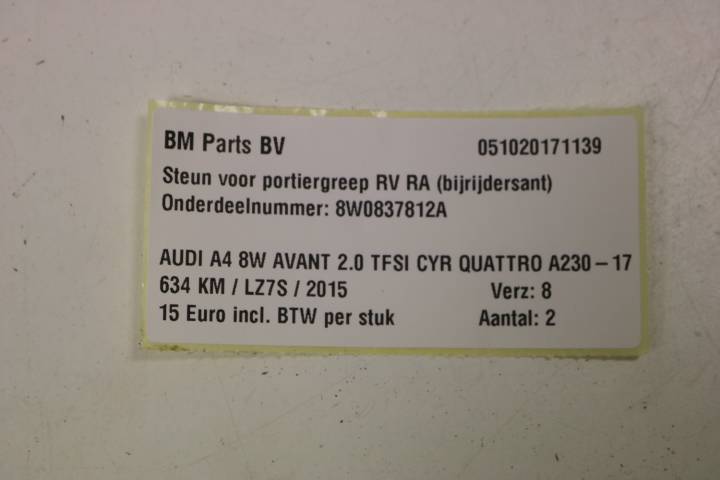 BM Parts BV 051020171139
Steun voor portiergreep RV RA (bijrijdersant)
Onderdeelnummer: 8W0837812A
AUDI A4 8W AVANT 2.0 TFSI CYR QUATTRO A230-17
634 KM / LZ7S / 2015 Verz: 8
15 Euro incl. BTW per stuk Aantal: 2